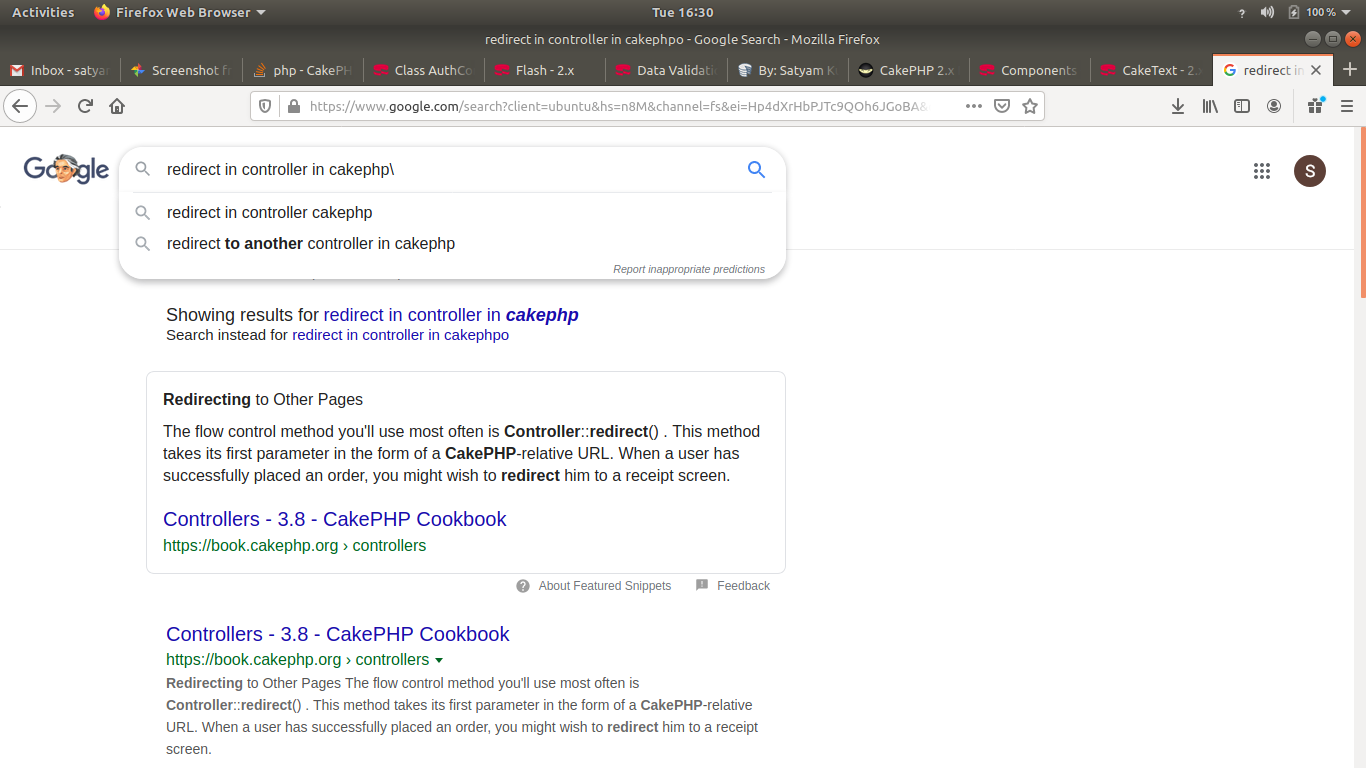 Activities Firefox Web Browser Tue 16:30 ? 100 %
redirect in controller in cakephpo - Google Search - Mozilla Firefox
Inbox - satya Screenshot fr php - CakePH Class AuthCo Flash - 2.x Data Validati By: Satyam K CakePHP 2.x Components CakeText - 2. redirect in
https://www.google.com/search?client=ubuntu&hs=n8M&channel=fs&ei=Hp4dXrHbPJTc9QOh6JGoBA&
Google redirect in controller in cakephp\ S
redirect in controller cakephp
redirect to another controller in cakephp
Report inappropriate predictions
Showing results for redirect in controller in cakephp
Search instead for redirect in controller in cakephpo
Redirecting to Other Pages
The flow control method you'll use most often is Controller::redirect() . This method
takes its first parameter in the form of a CakePHP-relative URL. When a user has
successfully placed an order, you might wish to redirect him to a receipt screen.
Controllers - 3.8 - CakePHP Cookbook
https://book.cakephp.org › controllers
About Featured Snippets Feedback
Controllers - 3.8 - CakePHP Cookbook
https://book.cakephp.org › controllers
Redirecting to Other Pages The flow control method you'll use most often is
Controller::redirect() . This method takes its first parameter in the form of a CakePHP-relative
URL. When a user has successfully placed an order, you might wish to redirect him to a receipt
screen.